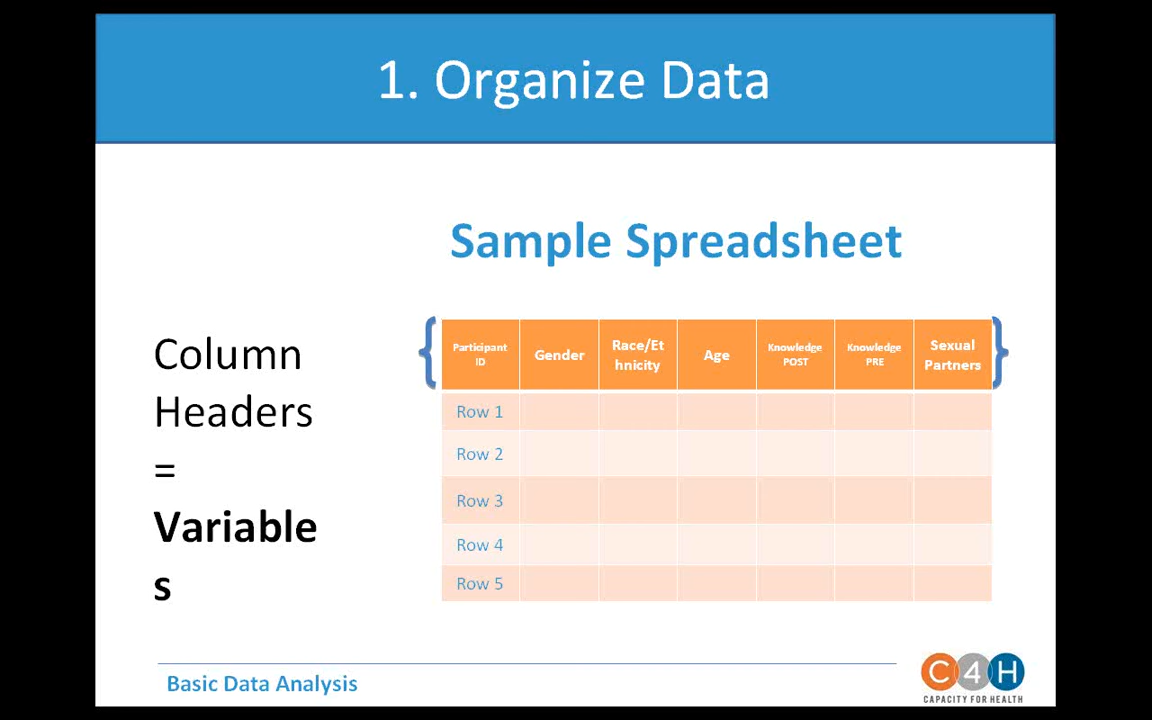 1. Organize Data
Sample Spreadsheet
Column
Headers
=
Variable
s
Participant
ID
Gender
Race/Et
hnicity
Age
Knowledge
POST
Knowledge
PRE
Sexual
Partners
Row 1
Row 2
Row 3
Row 4
Row 5
Basic Data Analysis
C4H
CAPACITY FOR HEALTH